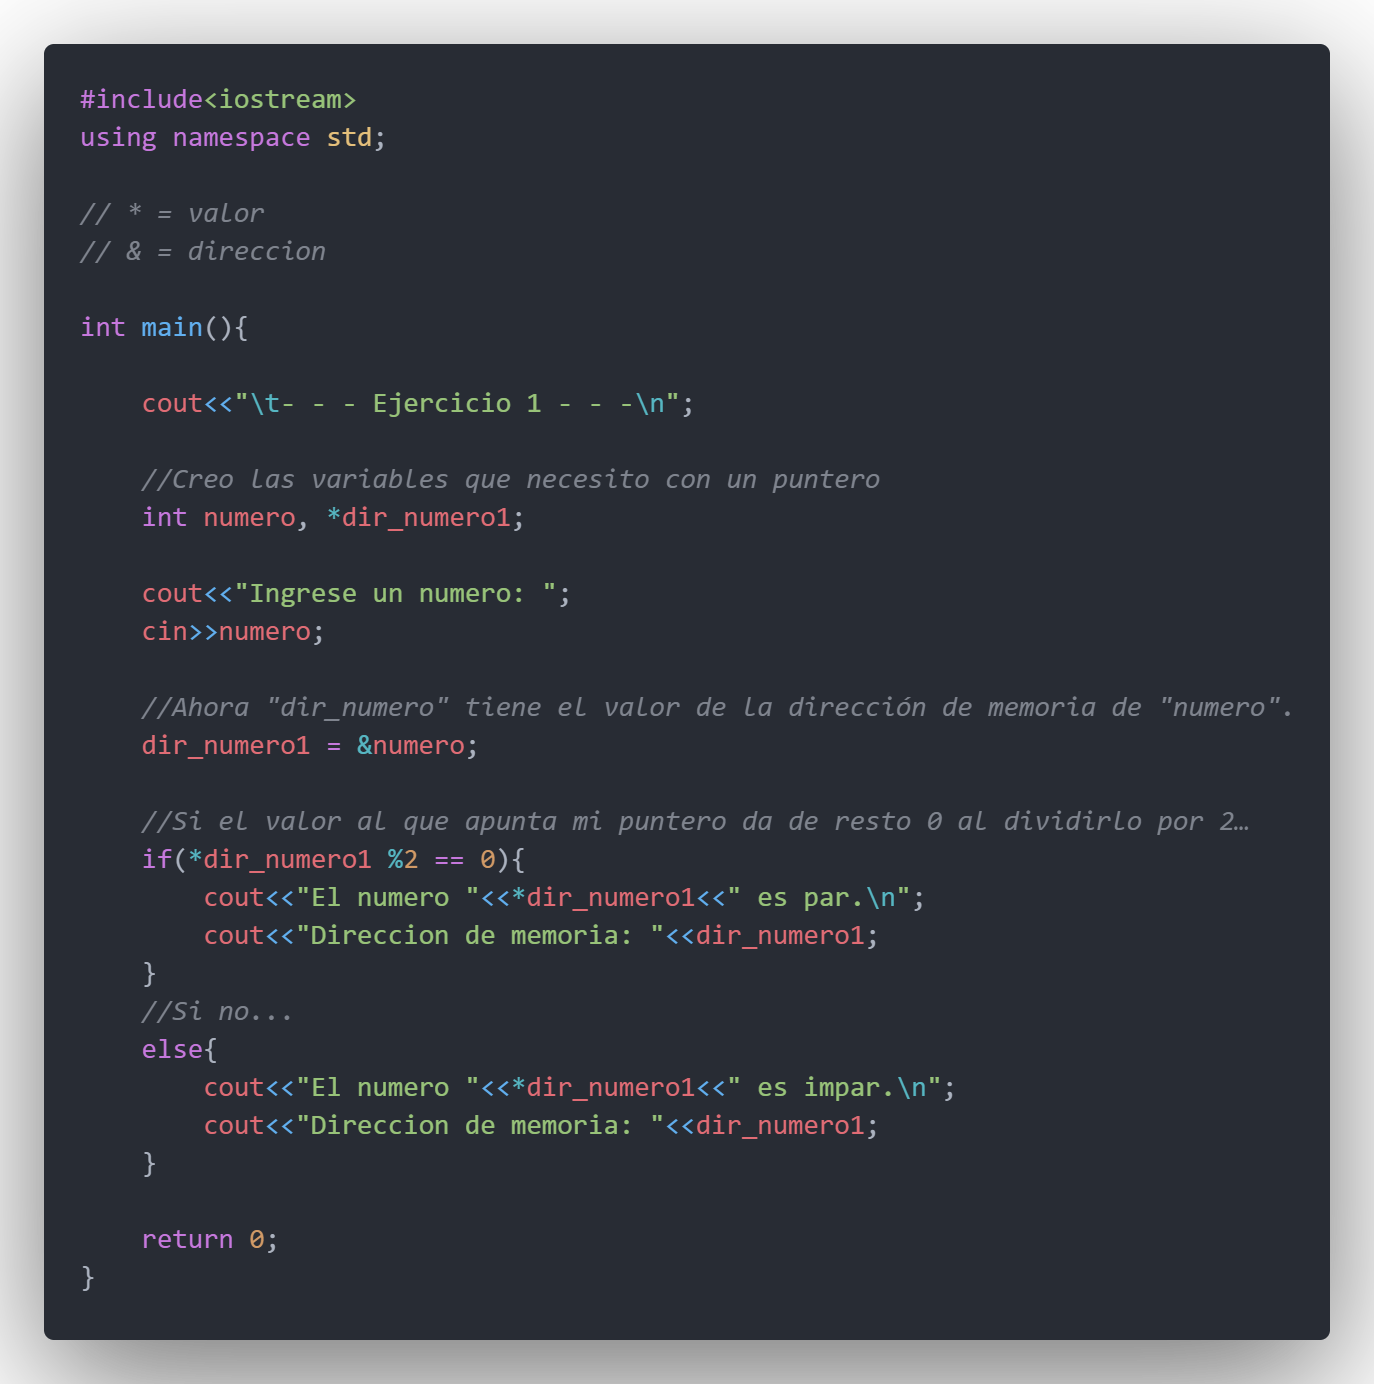 #include<iostream>
using namespace std;
// * = valor
// & = direccion
int main(){
cout<<"\t- - - Ejercicio 1 - - -\n";
//Creo las variables que necesito con un puntero
int numero, *dir_numero1;
cout<<"Ingrese un numero: ";
cin>>numero;
//Ahora "dir_numero" tiene el valor de la dirección de memoria de "numero".
dir_numero1 = &numero;
//Si el valor al que apunta mi puntero da de resto 0 al dividirlo por 2…
if(*dir_numero1 %2 == 0){
cout<<"El numero "<<*dir_numero1<<" es par.\n";
cout<<"Direccion de memoria: "<<dir_numero1;
}
//Si no...
else{
cout<<"El numero "<<*dir_numero1<<" es impar.\n";
cout<<"Direccion de memoria: "<<dir_numero1;
}
return 0;
}